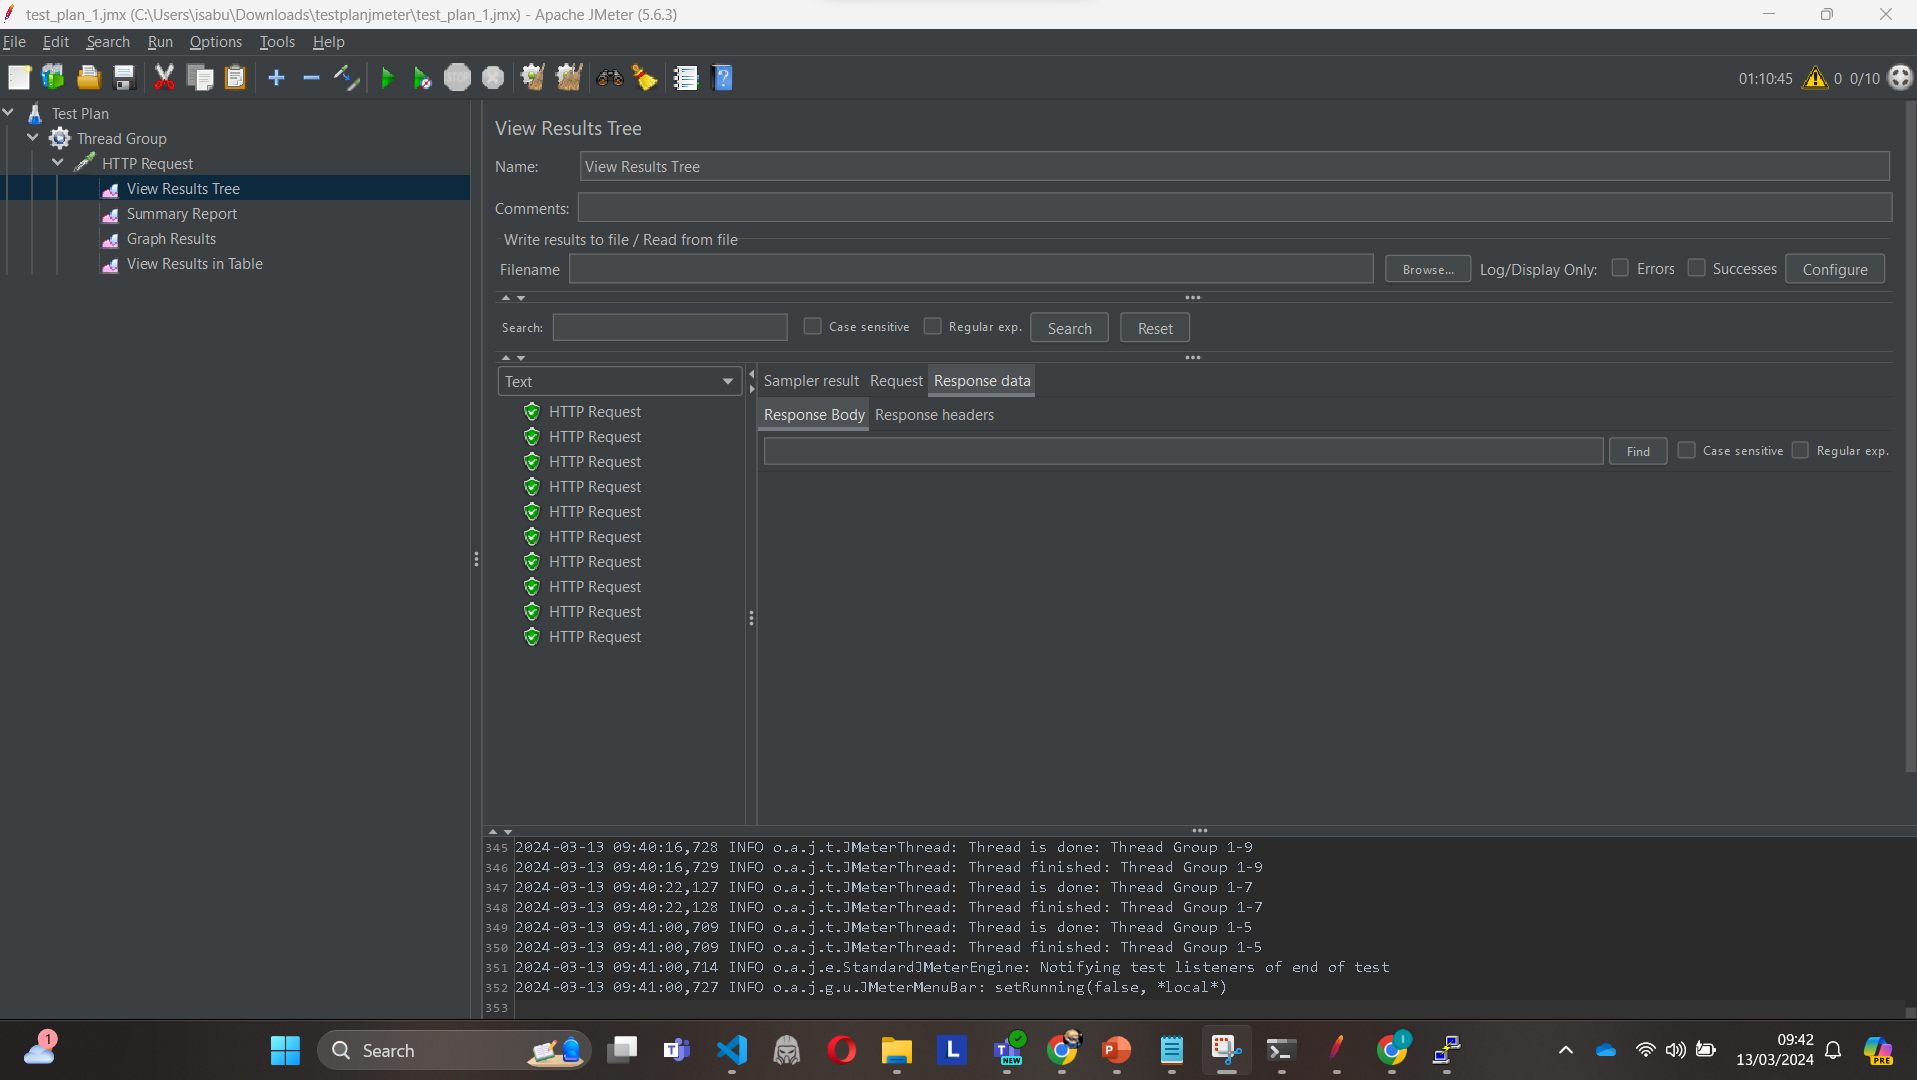 test_plan_1.jmx (C:\Users\isabu\Downloads\testplanjmeter\test_plan_1.jmx) - Apache JMeter (5.6.3)
File Edit Search Run Options Tools Help
STOP 01:10:45 0 0/10
Test Plan
Thread Group
HTTP Request
View Results Tree
Summary Report
Graph Results
View Results in Table
View Results Tree
Name: View Results Tree
Comments:
Write results to file / Read from file
Filename Browse... Log/Display Only: Errors Successes Configure
Search: Case sensitive Regular exp. Search Reset
Text
HTTP Request
HTTP Request
HTTP Request
HTTP Request
HTTP Request
HTTP Request
HTTP Request
HTTP Request
HTTP Request
HTTP Request
Sampler result Request Response data
Response Body Response headers
Find Case sensitive Regular exp.
345 2024-03-13 09:40:16,728 INFO o.a.j.t.JMeterThread: Thread is done: Thread Group 1-9
346 2024-03-13 09:40:16,729 INFO o.a.j.t.JMeterThread: Thread finished: Thread Group 1-9
347 2024-03-13 09:40:22,127 INFO o.a.j.t.JMeterThread: Thread is done: Thread Group 1-7
348 2024-03-13 09:40:22,128 INFO o.a.j.t.JMeterThread: Thread finished: Thread Group 1-7
349 2024-03-13 09:41:00,709 INFO o.a.j.t.JMeterThread: Thread is done: Thread Group 1-5
350 2024-03-13 09:41:00,709 INFO o.a.j.t.JMeterThread: Thread finished: Thread Group 1-5
351 2024-03-13 09:41:00,714 INFO o.a.j.e.StandardJMeterEngine: Notifying test listeners of end of test
352 2024-03-13 09:41:00,727 INFO o.a.j.g.u.JMeterMenuBar: setRunning(false, *local*)
353
1 Search L NEW I 09:42
13/03/2024 PRE